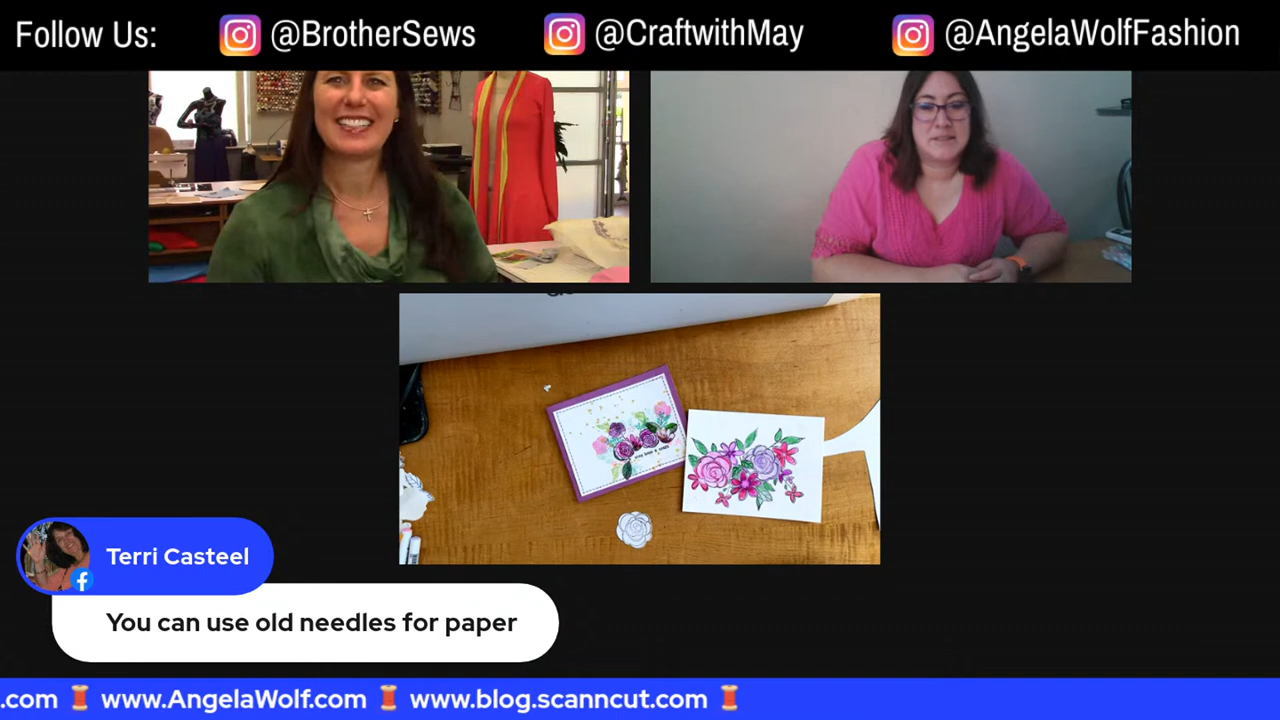 Follow Us: @BrotherSews @CraftwithMay @AngelaWolfFashion
Terri Casteel
You can use old needles for paper
.com www.AngelaWolf.com www.blog.scanncut.com